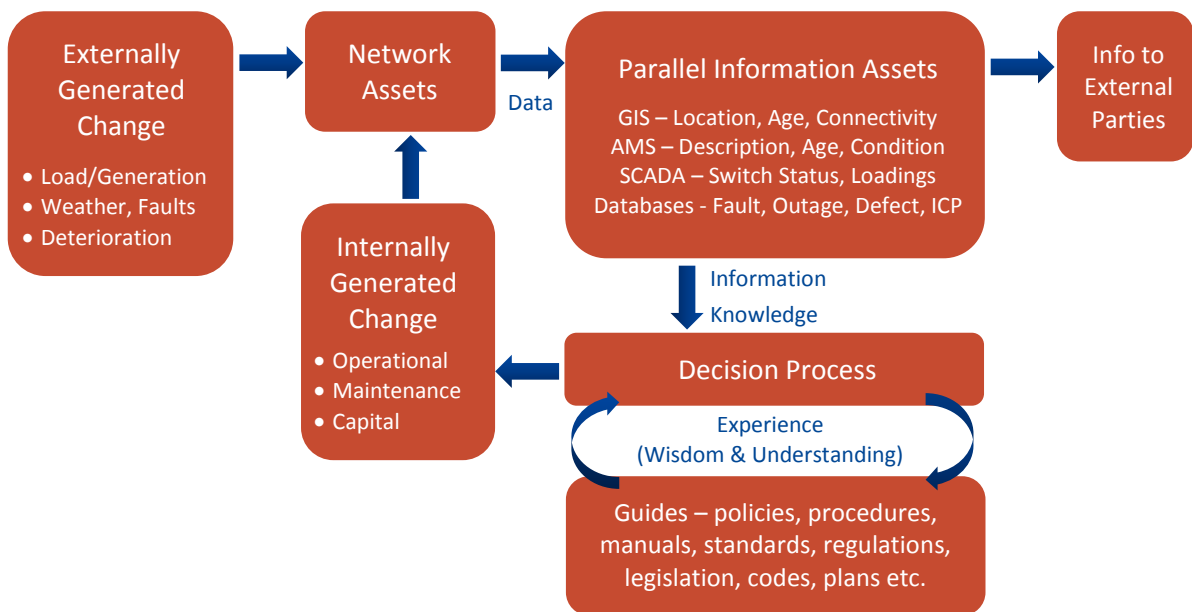 Externally
Generated
Change
• Load/Generation
• Weather, Faults
• Deterioration
Network
Assets
Data
Parallel Information Assets
GIS – Location, Age, Connectivity
AMS – Description, Age, Condition
SCADA – Switch Status, Loadings
Databases - Fault, Outage, Defect, ICP
Info to
External
Parties
Internally
Generated
Change
• Operational
• Maintenance
• Capital
Information
Knowledge
Decision Process
Experience
(Wisdom & Understanding)
Guides – policies, procedures,
manuals, standards, regulations,
legislation, codes, plans etc.